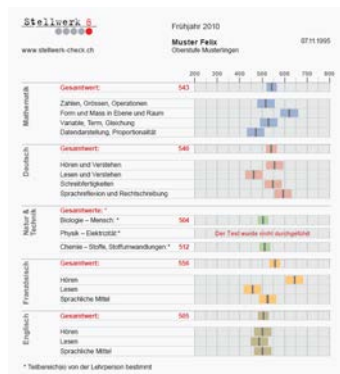 Stellwerk 8
Frühjahr 2010
www.stellwerk-check.ch
Muster Felix
Oberstufe Musterlingen
07.11.1995
200 300 400 500 600 700 800
Mathematik
Gesamtwert: 543
Zahlen, Grössen, Operationen
Form und Mass in Ebene und Raum
Variable, Term, Gleichung
Datendarstellung, Proportionalität
Deutsch
Gesamtwert: 540
Hören und Verstehen
Lesen und Verstehen
Schreibfertigkeiten
Sprachreflexion und Rechtschreibung
Natur & Technik
Gesamtwerte: *
Biologie – Mensch: * 504
Physik – Elektrizität:* Der Test wurde nicht durchgeführt
Chemie – Stoffe, Stoffumwandlungen:* 512
Französisch
Gesamtwert: 556
Hören
Lesen
Sprachliche Mittel
Englisch
Gesamtwert: 505
Hören
Lesen
Sprachliche Mittel
* Teilbereich(e) von der Lehrperson bestimmt